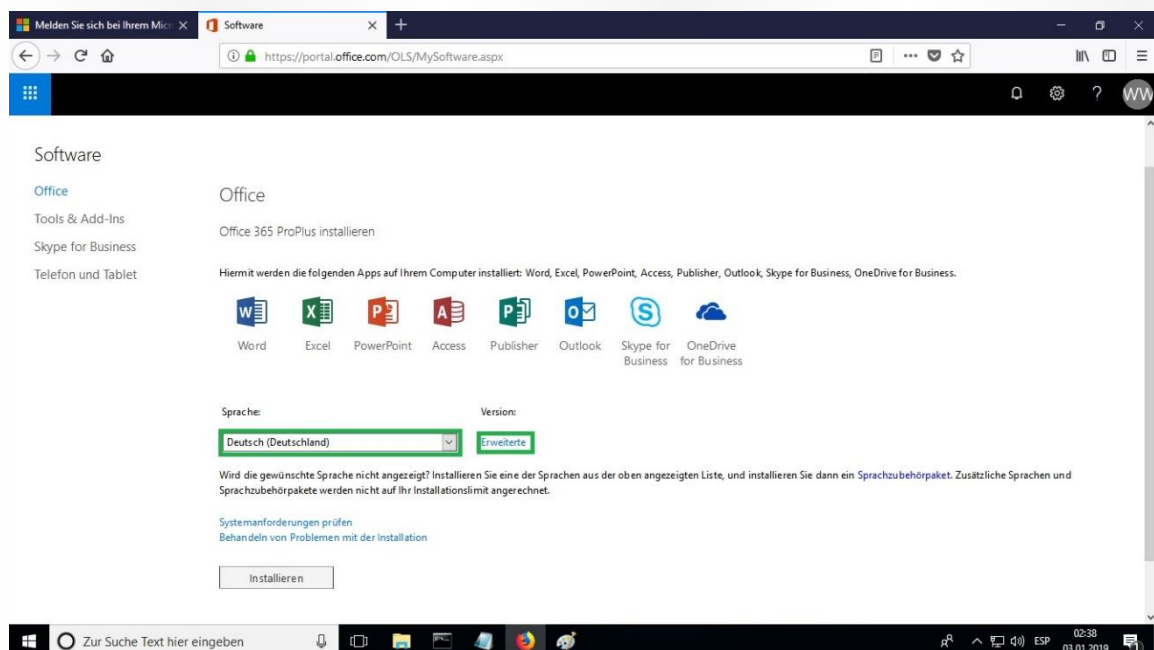 Melden Sie sich bei Ihrem Micr
Software
https://portal.office.com/OLS/MySoftware.aspx
?
WW
Software
Office
Tools & Add-Ins
Skype for Business
Telefon und Tablet
Office
Office 365 ProPlus installieren
Hiermit werden die folgenden Apps auf Ihrem Computer installiert: Word, Excel, PowerPoint, Access, Publisher, Outlook, Skype for Business, OneDrive for Business.
Word Excel PowerPoint Access Publisher Outlook Skype for Business OneDrive for Business
Sprache: Version:
Deutsch (Deutschland) Erweiterte
Wird die gewünschte Sprache nicht angezeigt? Installieren Sie eine der Sprachen aus der oben angezeigten Liste, und installieren Sie dann ein Sprachzubehörpaket. Zusätzliche Sprachen und
Sprachzubehörpakete werden nicht auf Ihr Installationslimit angerechnet.
Systemanforderungen prüfen
Behandeln von Problemen mit der Installation
Installieren
Zur Suche Text hier eingeben
ESP
02:38
03.01.2019